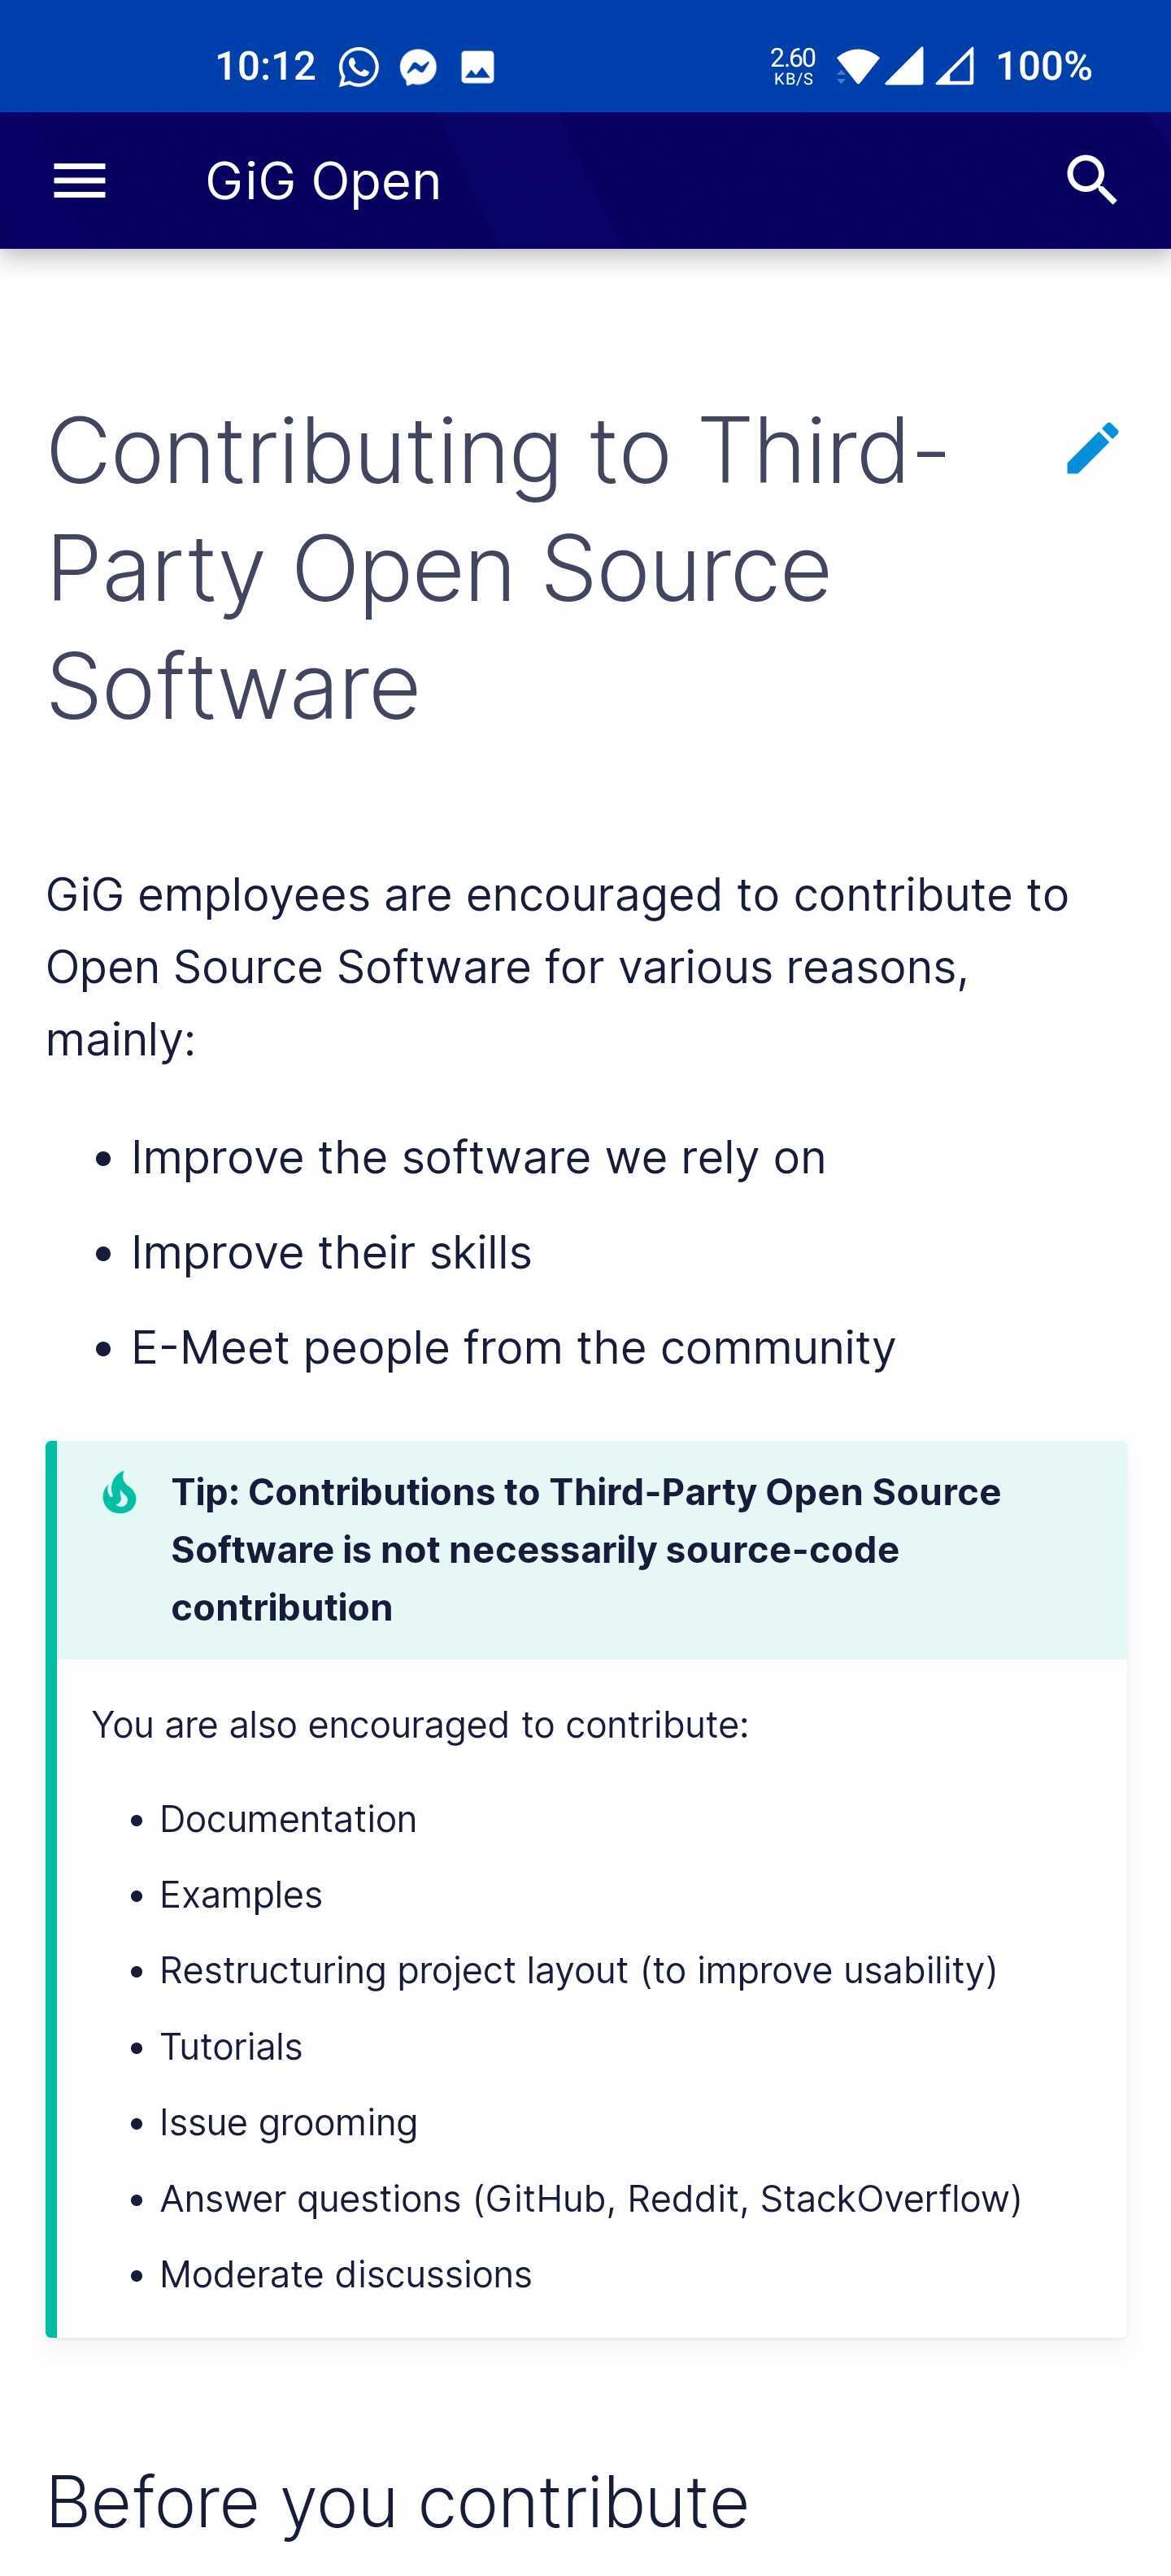 10:12
2.60
KB/S
100%
GiG Open
Contributing to Third-
Party Open Source
Software
GiG employees are encouraged to contribute to
Open Source Software for various reasons,
mainly:
• Improve the software we rely on
• Improve their skills
• E-Meet people from the community
Tip: Contributions to Third-Party Open Source
Software is not necessarily source-code
contribution
You are also encouraged to contribute:
• Documentation
• Examples
• Restructuring project layout (to improve usability)
• Tutorials
• Issue grooming
• Answer questions (GitHub, Reddit, StackOverflow)
• Moderate discussions
Before you contribute